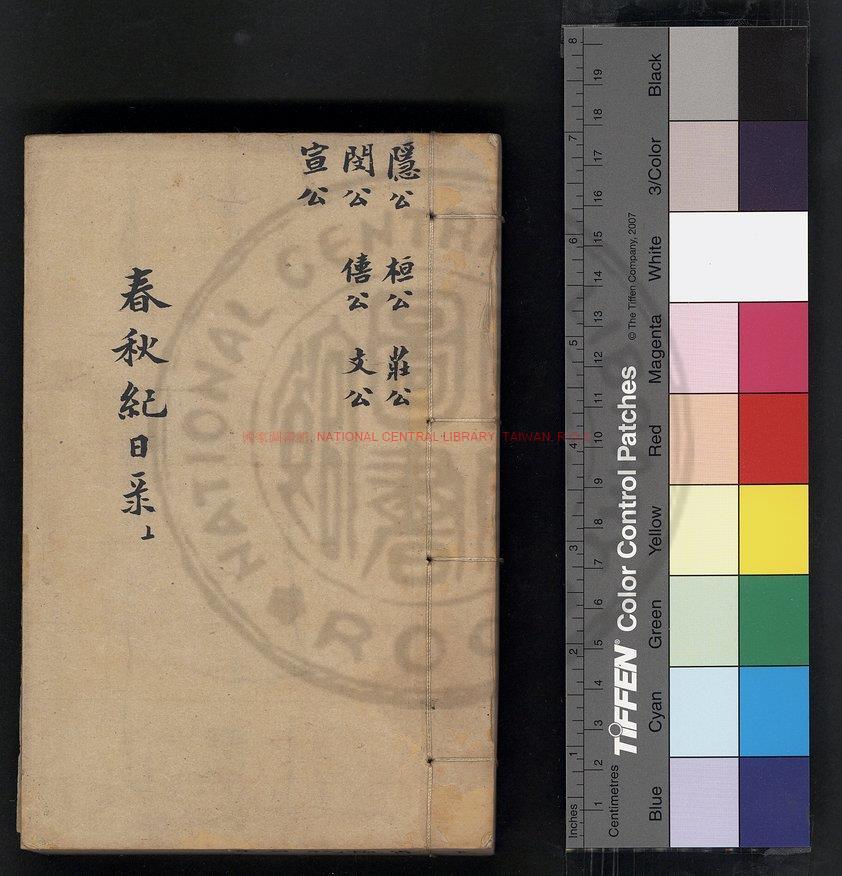 隱公　桓公　莊公
閔公　僖公　文公
宣公
春秋紀日采上
國家圖書館, NATIONAL CENTRAL LIBRARY, TAIWAN, R.O.C
NATIONAL CENTRAL
ROC
Inches
1 2 3 4 5 6 7 8
Centimetres
1 2 3 4 5 6 7 8 9 10 11 12 13 14 15 16 17 18 19
TIFFEN® Color Control Patches
© The Tiffen Company, 2007
Blue
Cyan
Green
Yellow
Red
Magenta
White
3/Color
Black